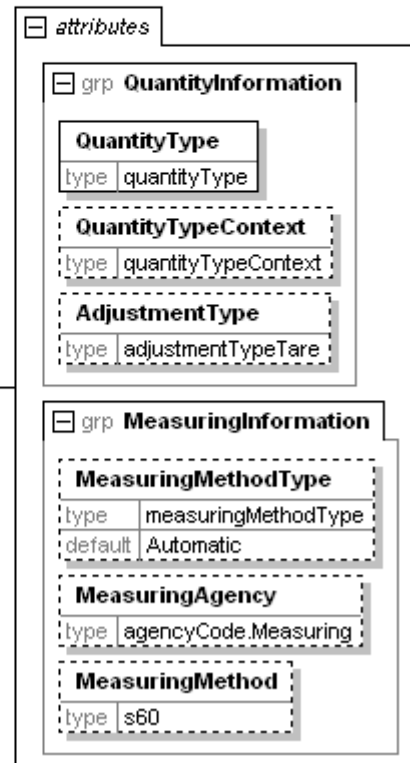 attributes
grp QuantityInformation
QuantityType
type quantityType
QuantityTypeContext
type quantityTypeContext
AdjustmentType
type adjustmentTypeTare
grp MeasuringInformation
MeasuringMethodType
type measuringMethodType
default Automatic
MeasuringAgency
type agencyCode.Measuring
MeasuringMethod
type s60